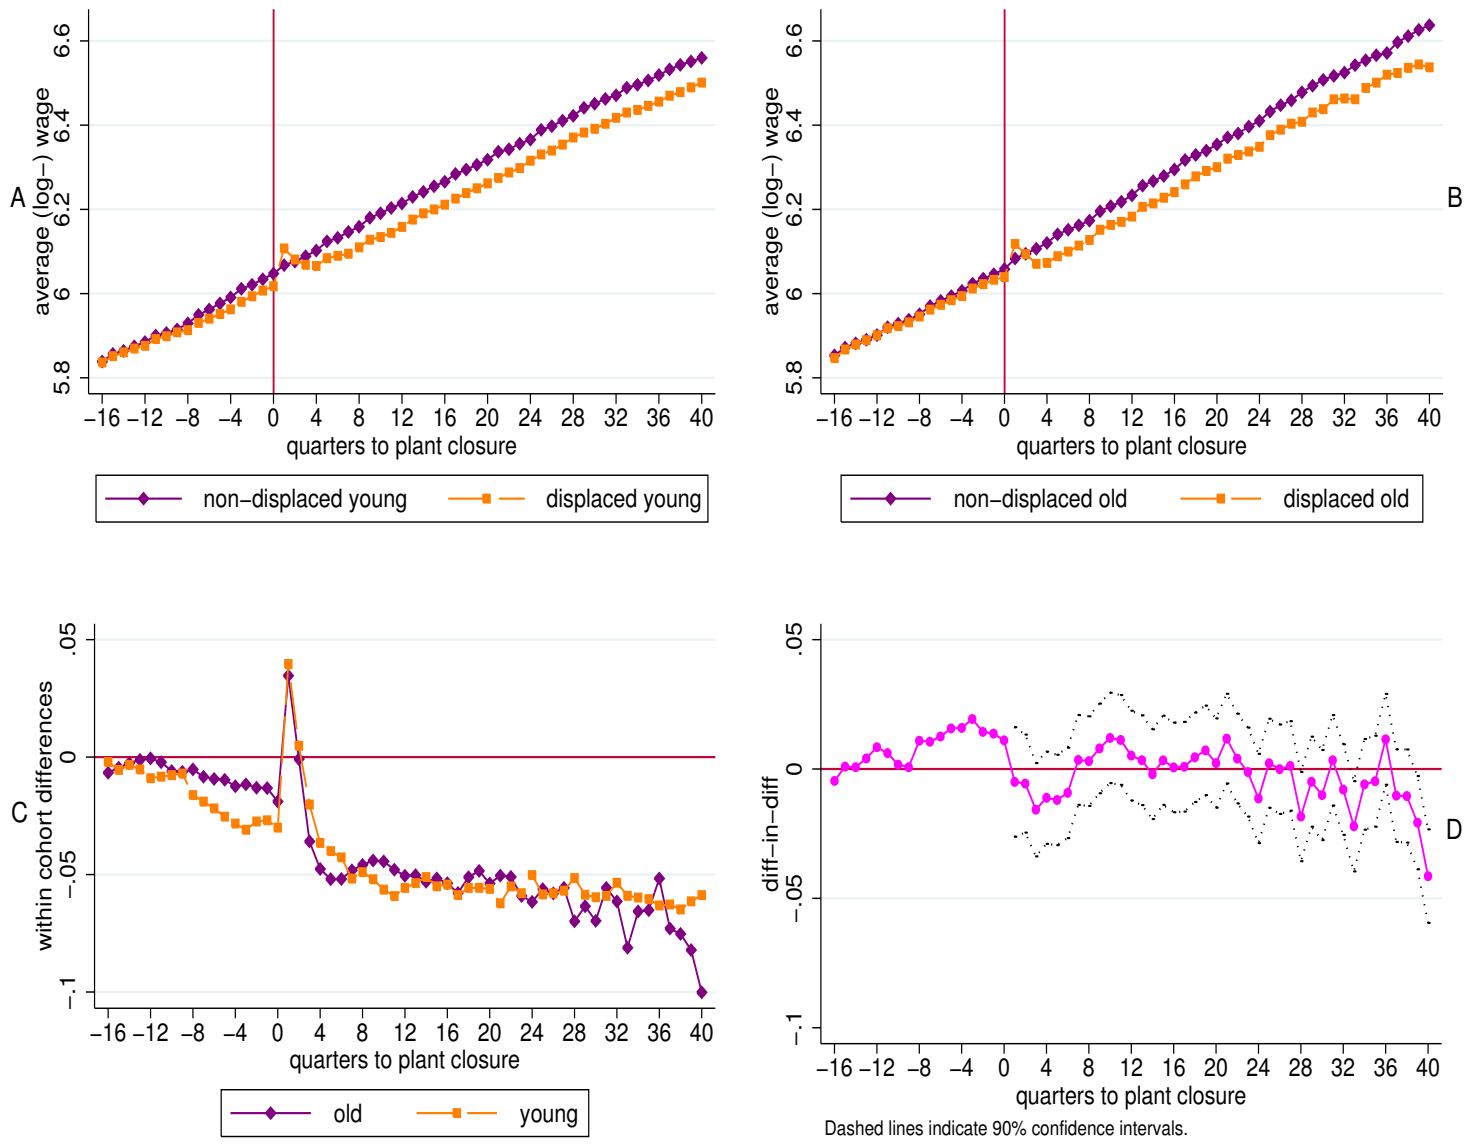 A
average (log−) wage
5.8 6 6.2 6.4 6.6
−16 −12 −8 −4 0 4 8 12 16 20 24 28 32 36 40
quarters to plant closure
non−displaced young displaced young
B
average (log−) wage
5.8 6 6.2 6.4 6.6
−16 −12 −8 −4 0 4 8 12 16 20 24 28 32 36 40
quarters to plant closure
non−displaced old displaced old
C
within cohort differences
−.1 −.05 0 .05
−16 −12 −8 −4 0 4 8 12 16 20 24 28 32 36 40
quarters to plant closure
old young
D
diff−in−diff
−.1 −.05 0 .05
−16 −12 −8 −4 0 4 8 12 16 20 24 28 32 36 40
quarters to plant closure
Dashed lines indicate 90% confidence intervals.